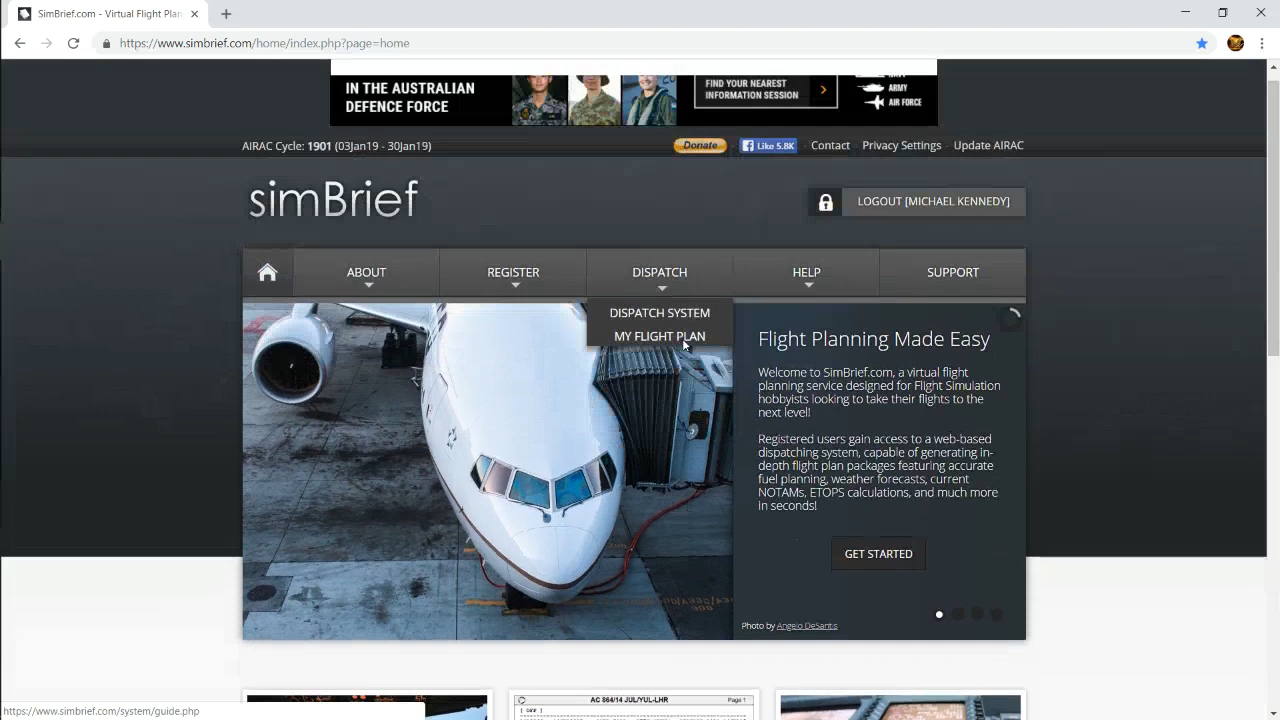 SimBrief.com - Virtual Flight Plan
https://www.simbrief.com/home/index.php?page=home
IN THE AUSTRALIAN
DEFENCE FORCE
FIND YOUR NEAREST
INFORMATION SESSION
ARMY
AIR FORCE
AIRAC Cycle: 1901 (03Jan19 - 30Jan19)
Donate
Like 5.8K
Contact
Privacy Settings
Update AIRAC
simBrief
LOGOUT [MICHAEL KENNEDY]
ABOUT
REGISTER
DISPATCH
HELP
SUPPORT
DISPATCH SYSTEM
MY FLIGHT PLAN
Flight Planning Made Easy
Welcome to SimBrief.com, a virtual flight
planning service designed for Flight Simulation
hobbyists looking to take their flights to the
next level!
Registered users gain access to a web-based
dispatching system, capable of generating in-
depth flight plan packages featuring accurate
fuel planning, weather forecasts, current
NOTAMs, ETOPS calculations, and much more
in seconds!
GET STARTED
Photo by Angelo DeSantis
AC 864/14 JUL/YUL-LHR
Page 1
[ OFP ]
https://www.simbrief.com/system/guide.php